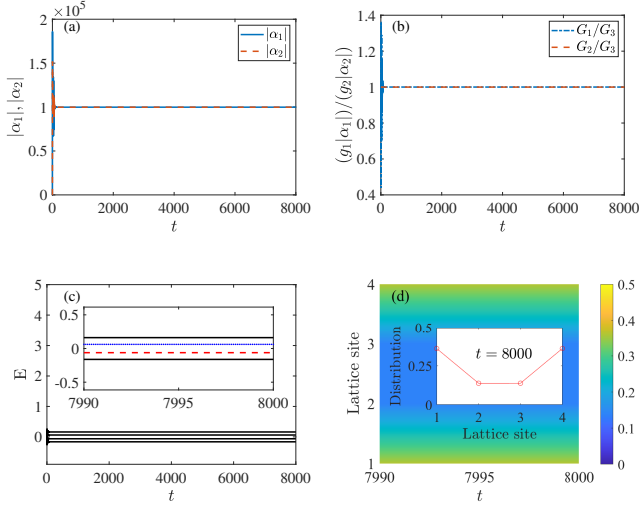 ×10⁵
(a)
|α₁|
|α₂|
2
1.5
1
0.5
0
|α₁|, |α₂|
0 2000 4000 6000 8000
t
(b)
G₁/G₃
G₂/G₃
1.4
1.2
1
0.8
0.6
0.4
(g₁|α₁|)/(g₂|α₂|)
0 2000 4000 6000 8000
t
(c)
5
4
3
2
1
0
E
0.5
0
-0.5
7990 7995 8000
0 2000 4000 6000 8000
t
(d)
4
3
2
1
Lattice site
0.5
0.25
0
Distribution
t = 8000
1 2 3 4
Lattice site
7990 7995 8000
t
0.5
0.4
0.3
0.2
0.1
0